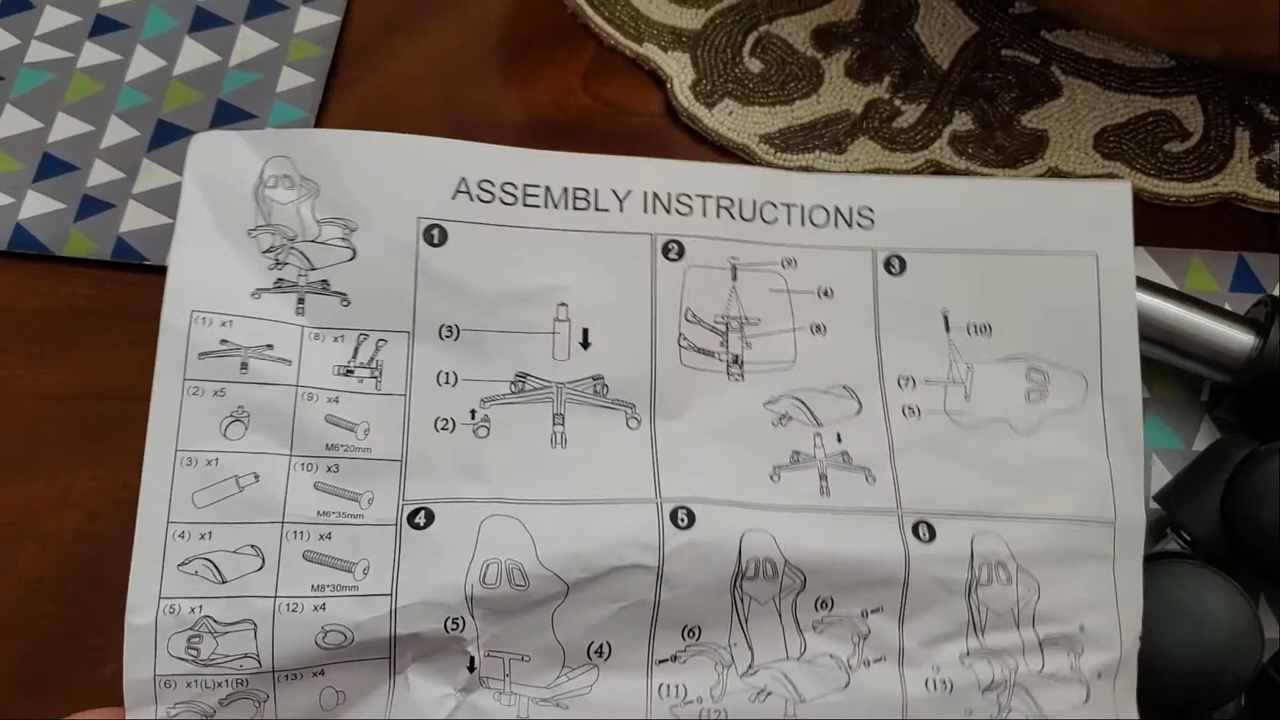 ASSEMBLY INSTRUCTIONS
(1) x1
(8) x1
(2) x5
(9) x4
M6*20mm
(3) x1
(10) x3
M6*35mm
(4) x1
(11) x4
M8*30mm
(5) x1
(12) x4
(6) x1(L)x1(R)
(13) x4
1
(3)
(1)
(2)
2
(9)
(4)
(8)
3
(10)
(7)
(5)
4
(5)
(4)
5
(6)
(6)
(11)
(12)
6
(13)